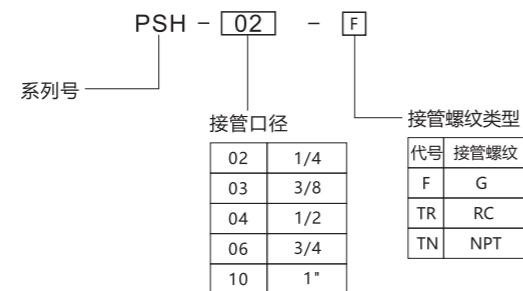 PSH - 02 - F
系列号
接管口径
02 1/4
03 3/8
04 1/2
06 3/4
10 1"
接管螺纹类型
代号 接管螺纹
F G
TR RC
TN NPT